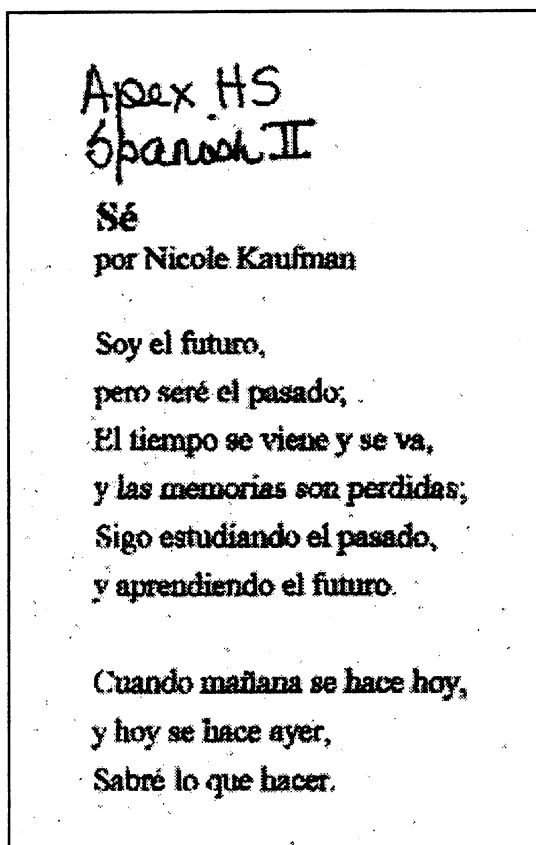 Apex HS
Spanish II
Sé
por Nicole Kaufman
Soy el futuro,
pero seré el pasado;
El tiempo se viene y se va,
y las memorias son perdidas;
Sigo estudiando el pasado,
y aprendiendo el futuro.
Cuando mañana se hace hoy,
y hoy se hace ayer,
Sabré lo que hacer.